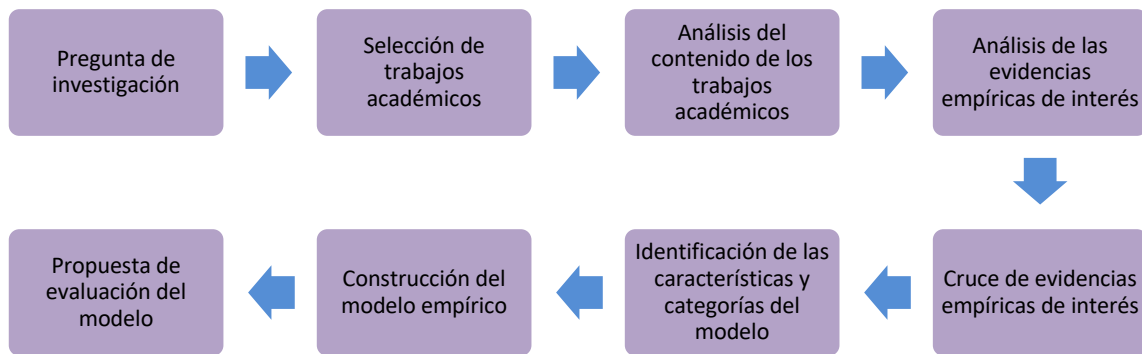 Pregunta de
investigación
Selección de
trabajos
académicos
Análisis del
contenido de los
trabajos
académicos
Análisis de las
evidencias
empíricas de interés
Cruce de evidencias
empíricas de interés
Identificación de las
características y
categorías del
modelo
Construcción del
modelo empírico
Propuesta de
evaluación del
modelo